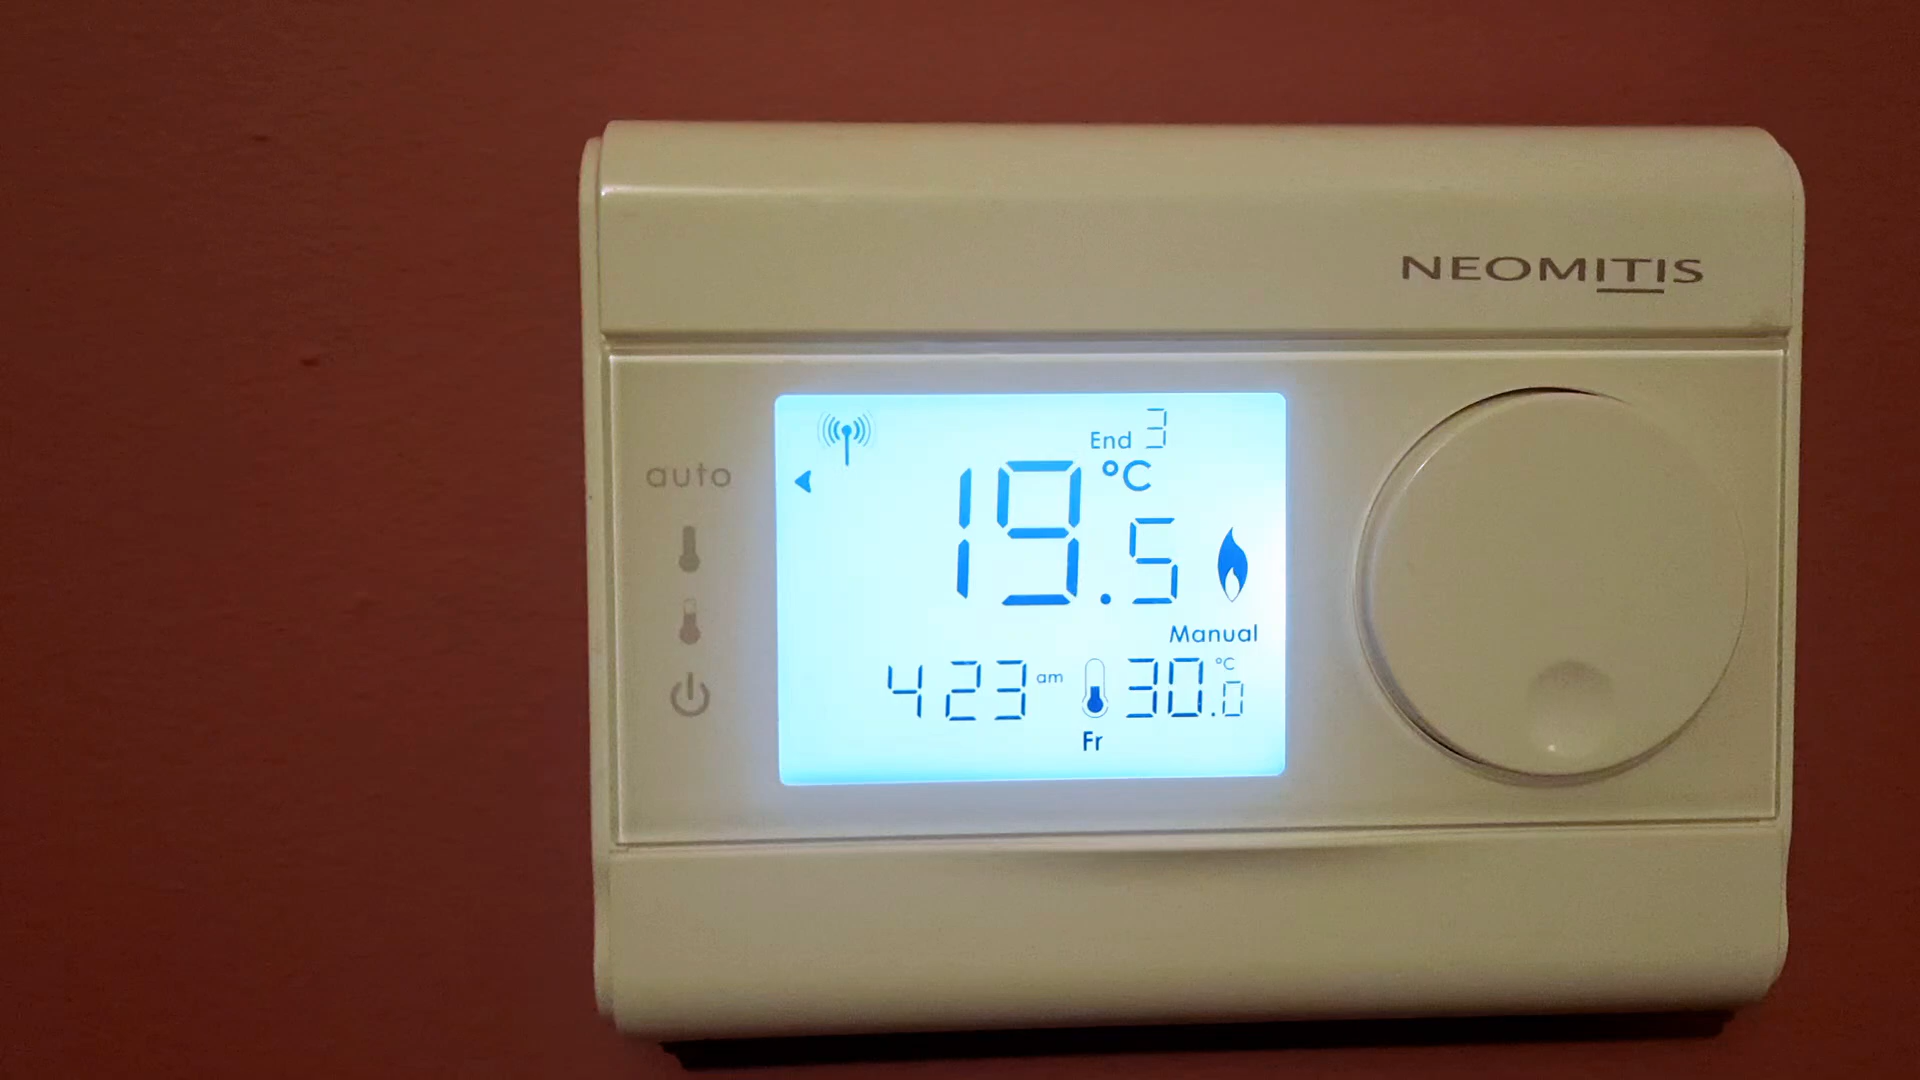 NEOMITIS
auto
End 3
19.5 °C
Manual
4 23 am 30.0 °C
Fr